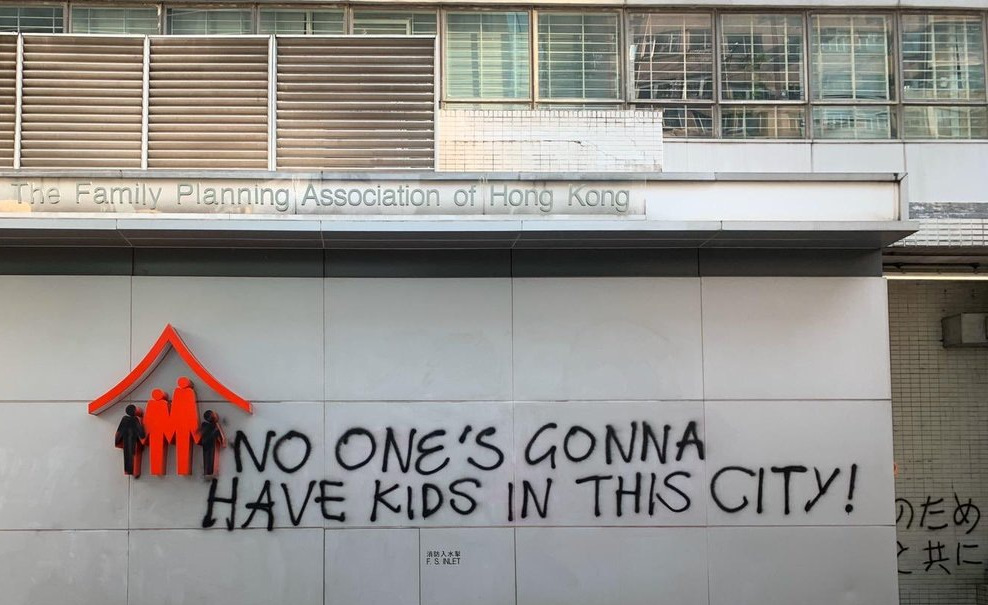 The Family Planning Association of Hong Kong
NO ONE'S GONNA
HAVE KIDS IN THIS CITY!
消防入水掣
F. S. INLET
のため
と共に